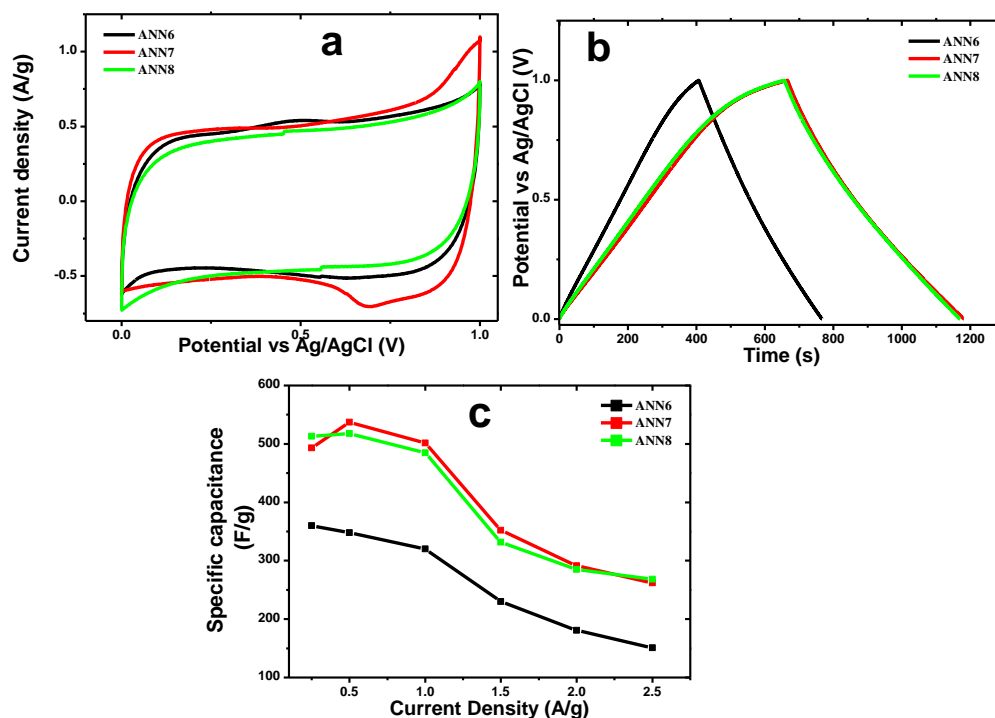 a
ANN6
ANN7
ANN8
Current density (A/g)
1.0
0.5
0.0
-0.5
0.0
0.5
1.0
Potential vs Ag/AgCl (V)
b
ANN6
ANN7
ANN8
Potential vs Ag/AgCl (V)
1.0
0.5
0.0
0
200
400
600
800
1000
1200
Time (s)
c
ANN6
ANN7
ANN8
Specific capacitance
(F/g)
600
500
400
300
200
100
0.5
1.0
1.5
2.0
2.5
Current Density (A/g)